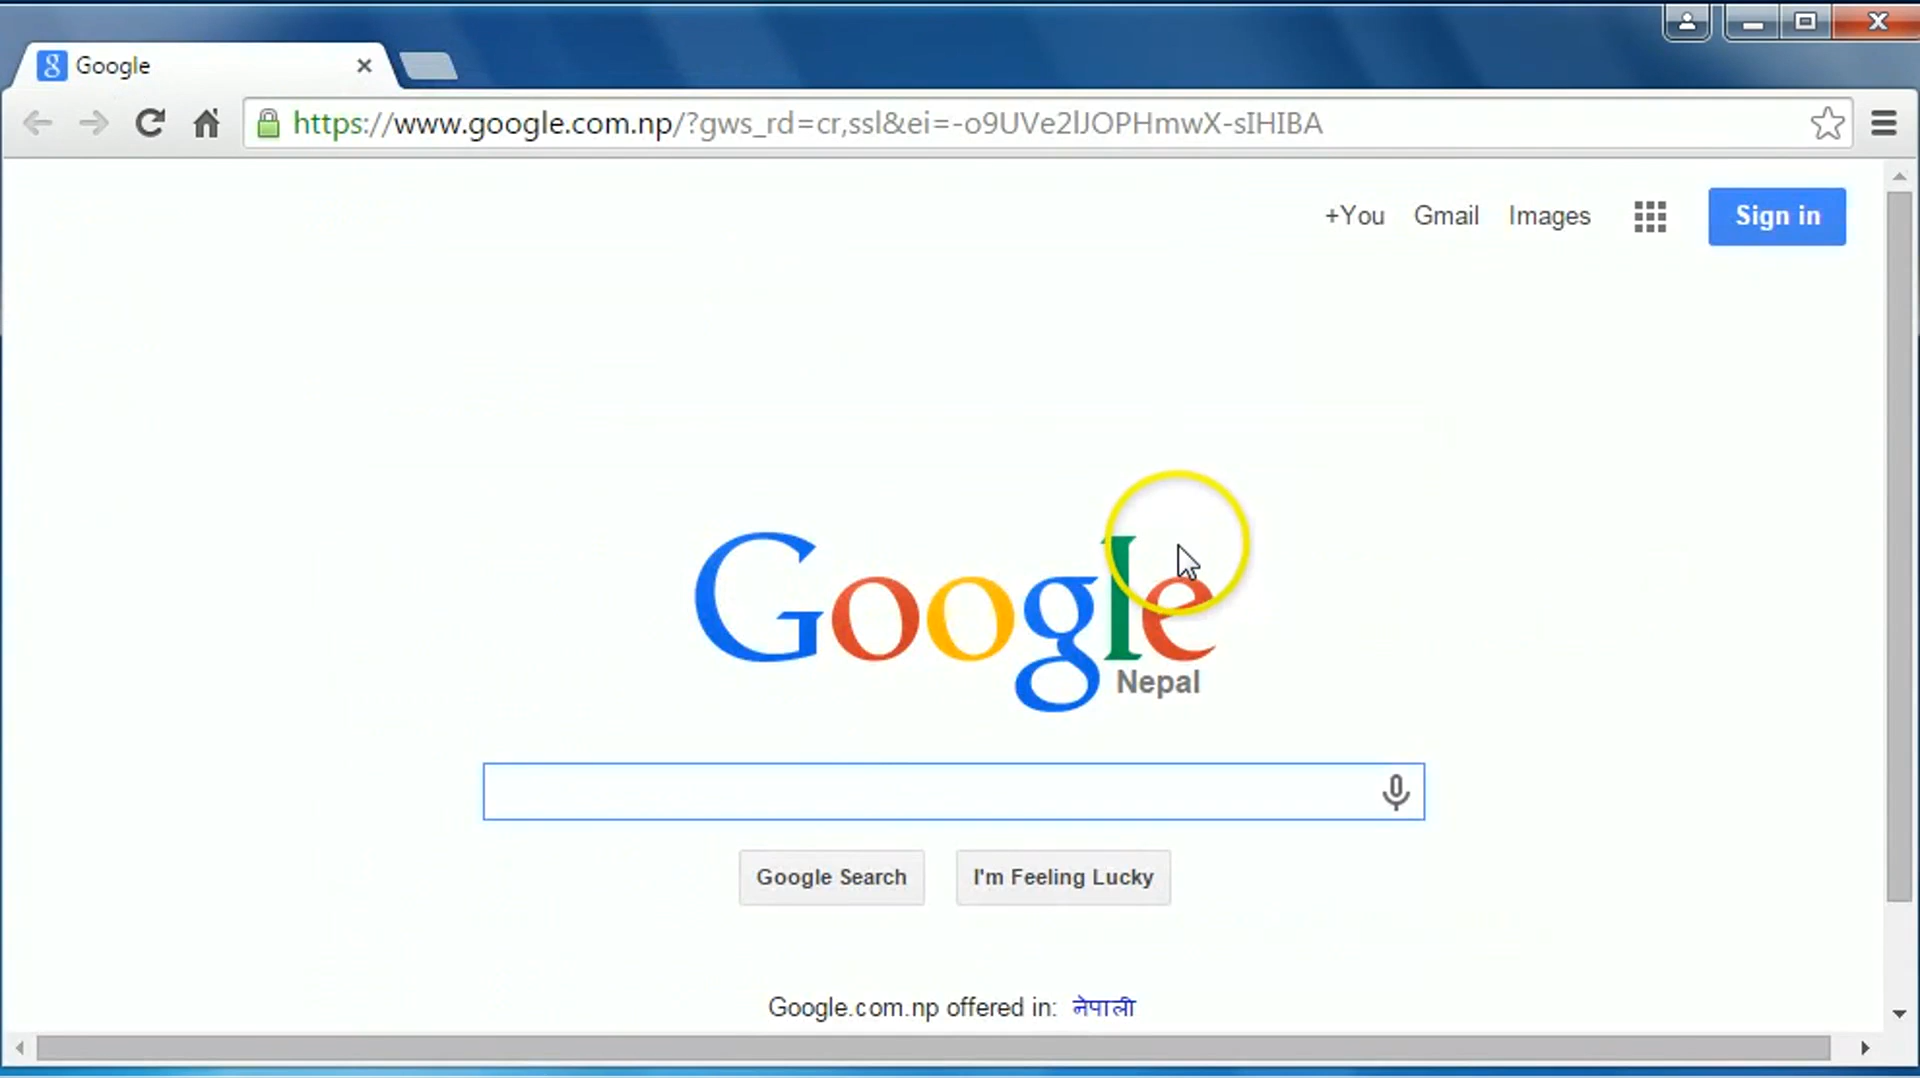 Google
https://www.google.com.np/?gws_rd=cr,ssl&ei=-o9UVe2lJOPHmwX-sIHIBA
+You Gmail Images Sign in
Google
Nepal
Google Search I'm Feeling Lucky
Google.com.np offered in: नेपाली